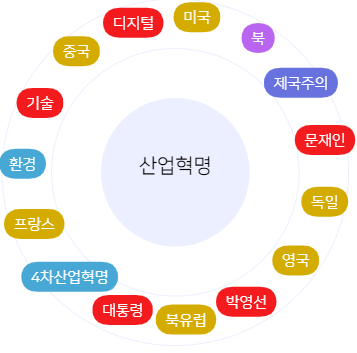 미국
디지털
북
중국
제국주의
기술
문재인
산업혁명
환경
독일
프랑스
영국
4차산업혁명
박영선
대통령
북유럽